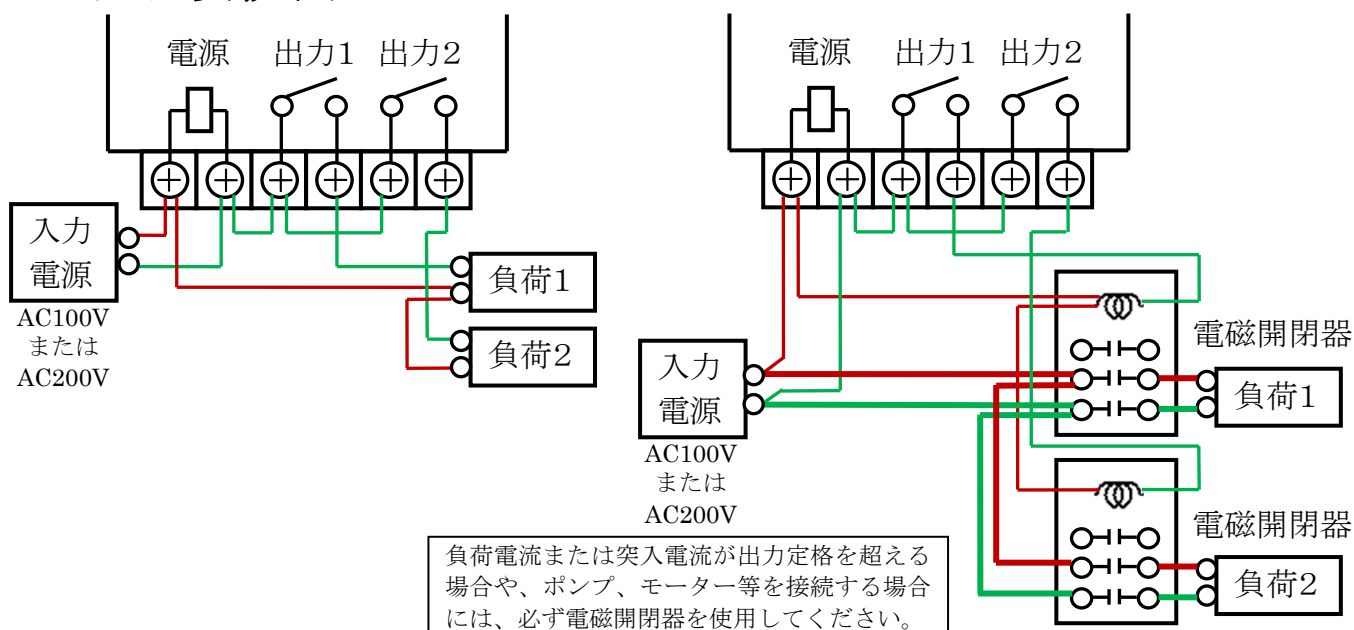 電源 出力1 出力2
入力
電源
AC100V
または
AC200V
負荷1
負荷2
電源 出力1 出力2
入力
電源
AC100V
または
AC200V
電磁開閉器
負荷1
電磁開閉器
負荷2
負荷電流または突入電流が出力定格を超える
場合や、ポンプ、モーター等を接続する場合
には、必ず電磁開閉器を使用してください。